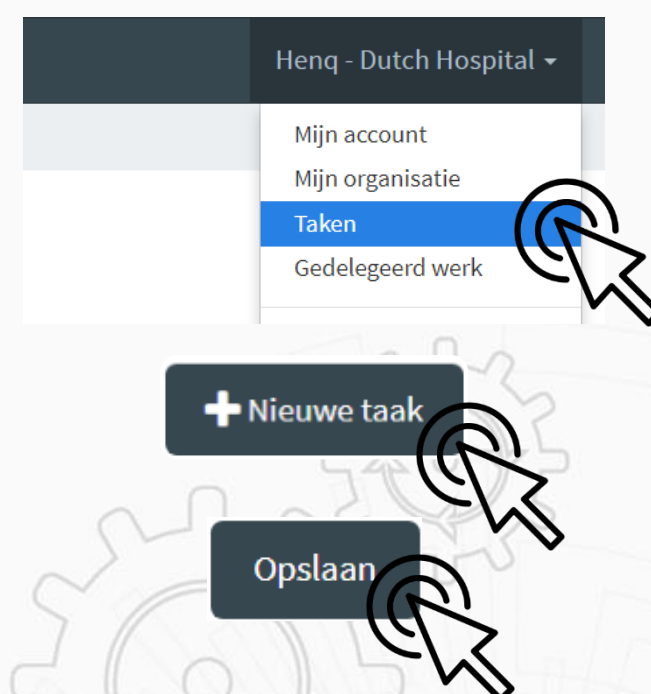 Henq - Dutch Hospital
Mijn account
Mijn organisatie
Taken
Gedelegeerd werk
Nieuwe taak
Opslaan